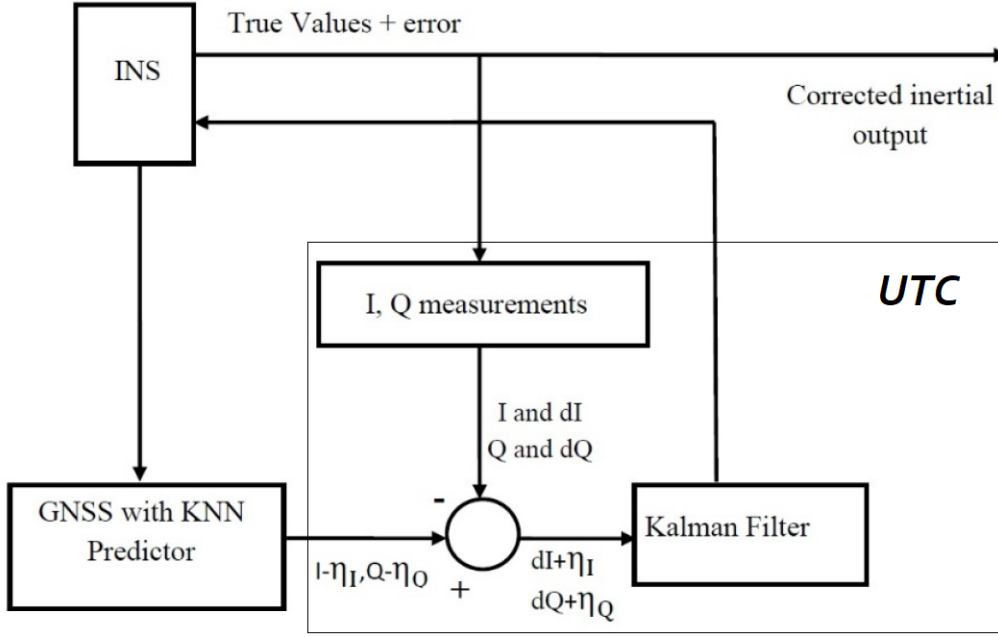 True Values + error
INS
Corrected inertial
output
UTC
I, Q measurements
I and dI
Q and dQ
-
GNSS with KNN
Predictor
Kalman Filter
I-ηI,Q-ηQ
+
dI+ηI
dQ+ηQ